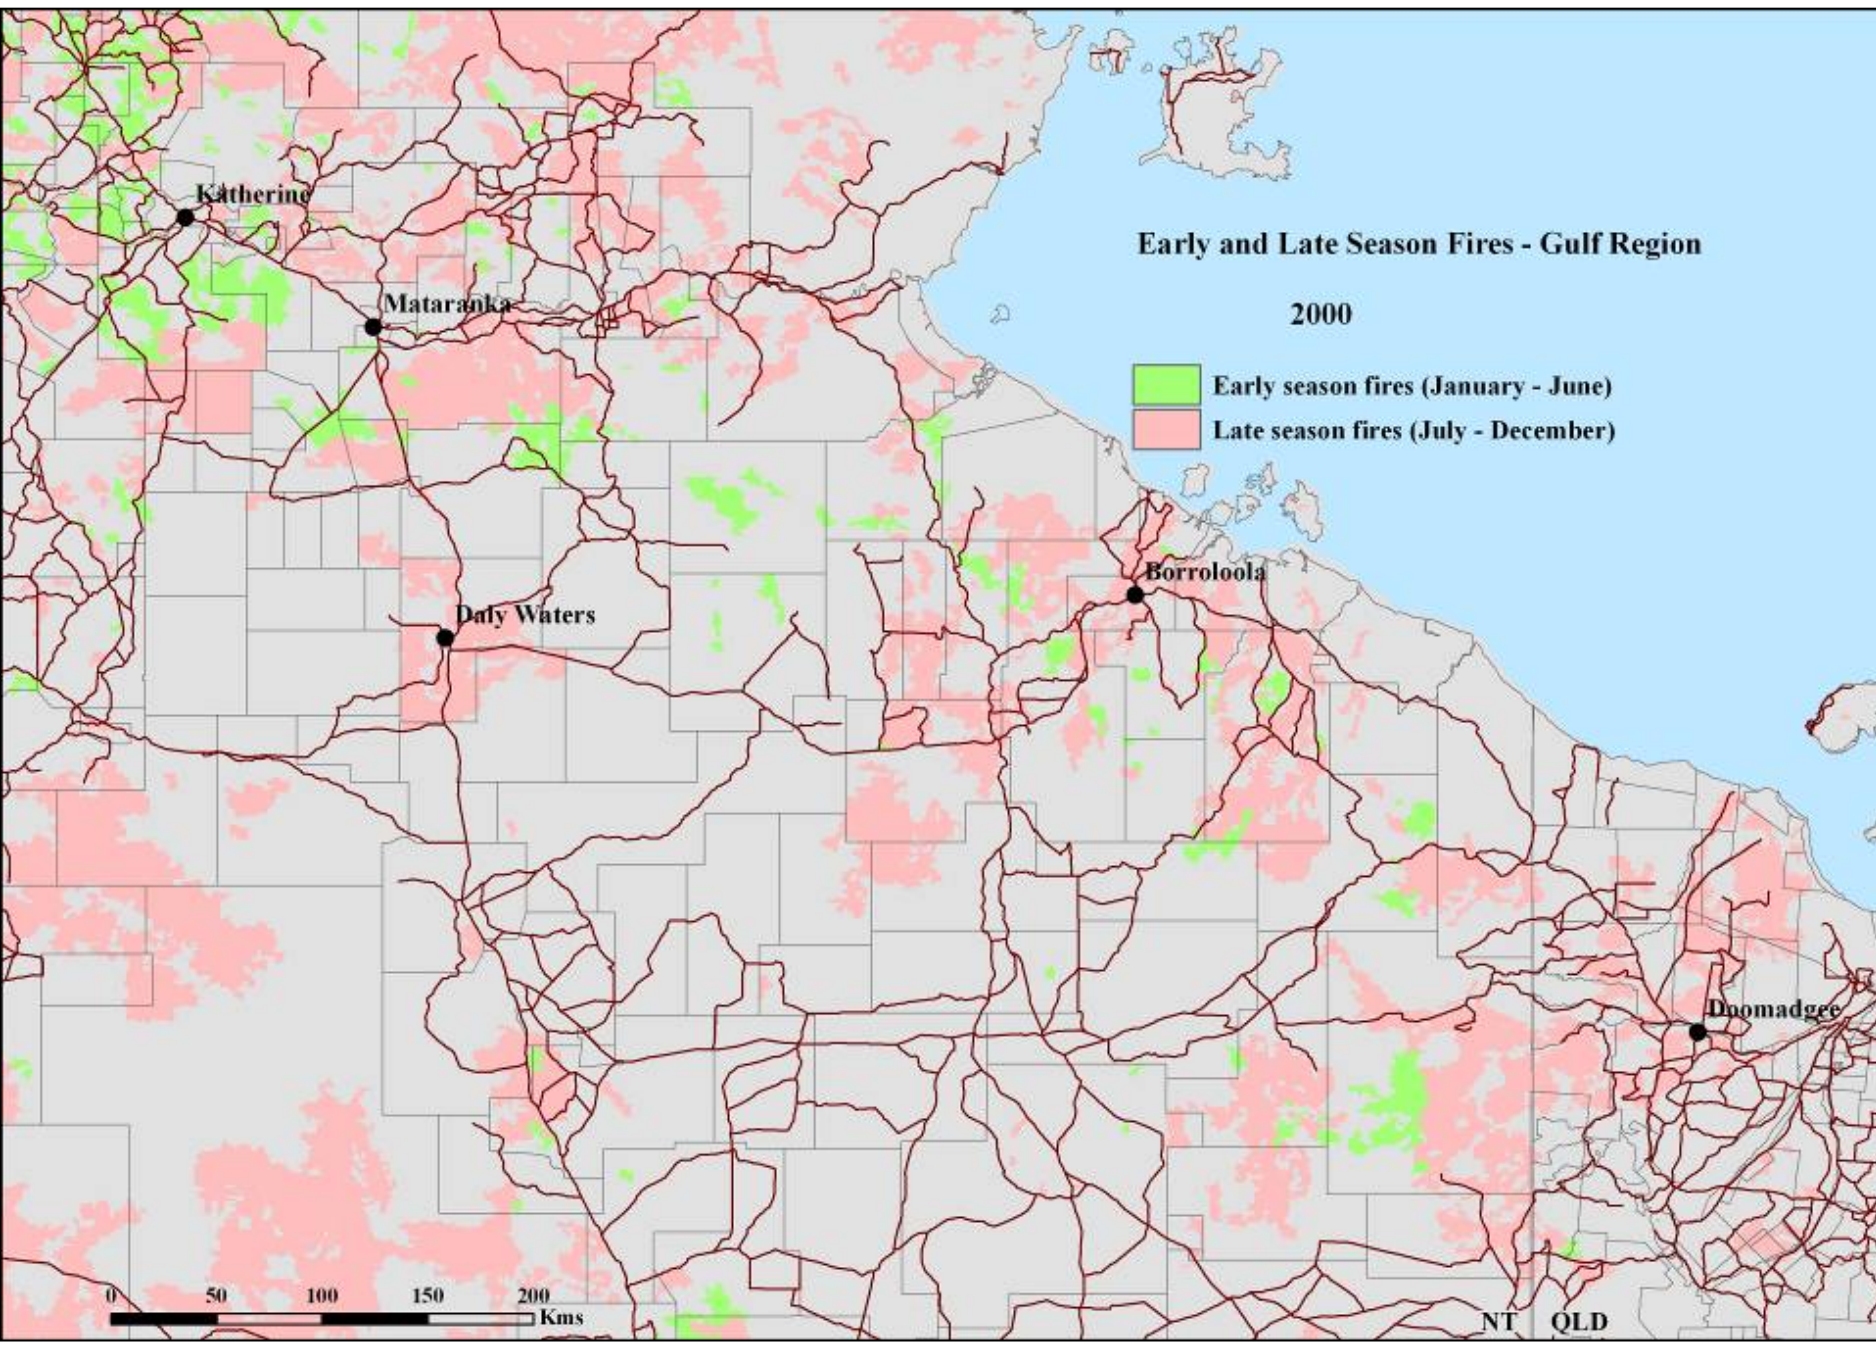 Katherine
Early and Late Season Fires - Gulf Region
Mataranka
2000
Early season fires (January - June)
Late season fires (July - December)
Borroloola
Daly Waters
Doomadgee
0 50 100 150 200
Kms
NT QLD